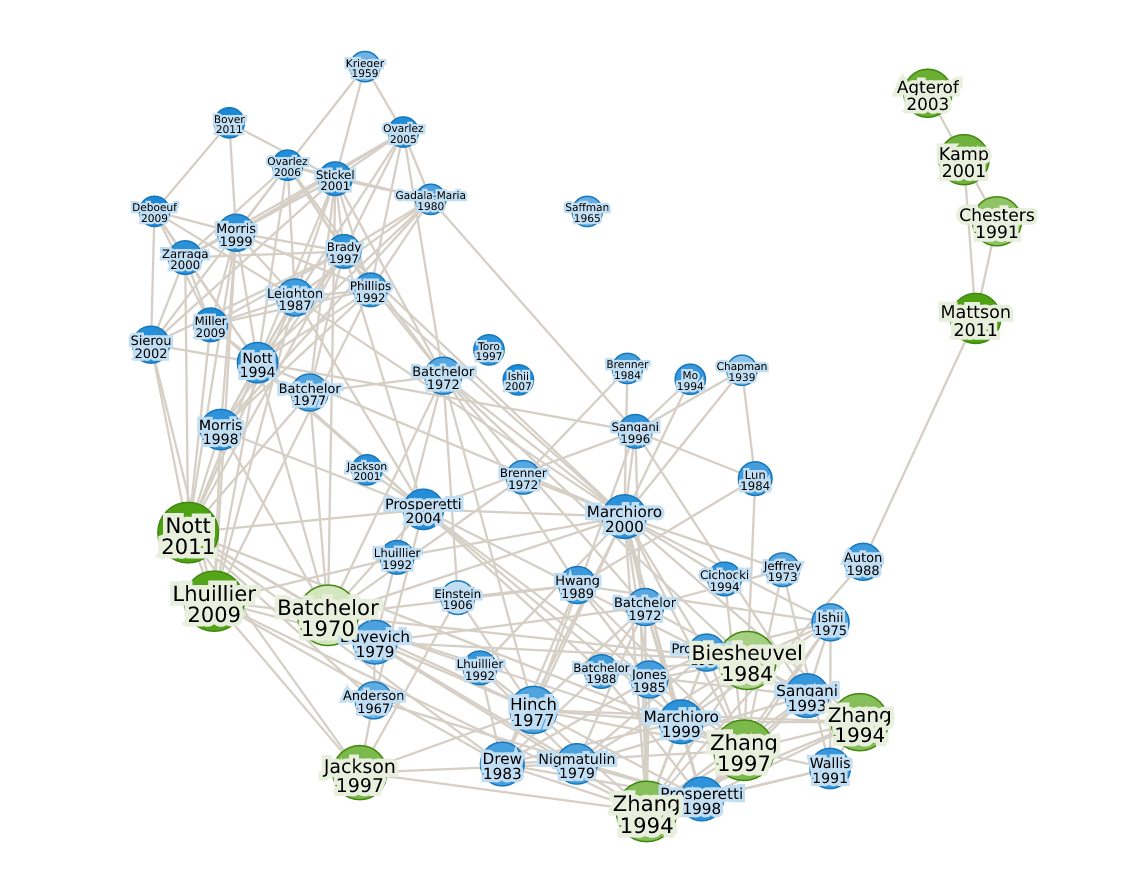 Krieger
1959
Agterof
2003
Bover
2011
Ovarlez
2005
Kamp
2001
Ovarlez
2006
Stickel
2001
Gadala-Maria
1980
Saffman
1965
Deboeuf
2009
Chesters
1991
Morris
1999
Zarraga
2000
Brady
1997
Phillips
1992
Leighton
1987
Mattson
2011
Miller
2009
Sierou
2002
Toro
1997
Nott
1994
Batchelor
1972
Ishii
2007
Brenner
1984
Mo
1994
Chapman
1939
Batchelor
1977
Morris
1998
Sangani
1996
Jackson
2001
Brenner
1972
Lun
1984
Prosperetti
2004
Marchioro
2000
Nott
2011
Lhuillier
1992
Auton
1988
Cichocki
1994
Jeffrey
1973
Hwang
1989
Lhuillier
2009
Einstein
1906
Batchelor
1972
Batchelor
1970
Ishii
1975
Buyevich
1979
Biesheuvel
1984
Lhuillier
1992
Batchelor
1988
Jones
1985
Anderson
1967
Sangani
1993
Hinch
1977
Marchioro
1999
Zhang
1994
Zhang
1997
Drew
1983
Nigmatulin
1979
Wallis
1991
Jackson
1997
Prosperetti
1998
Zhang
1994